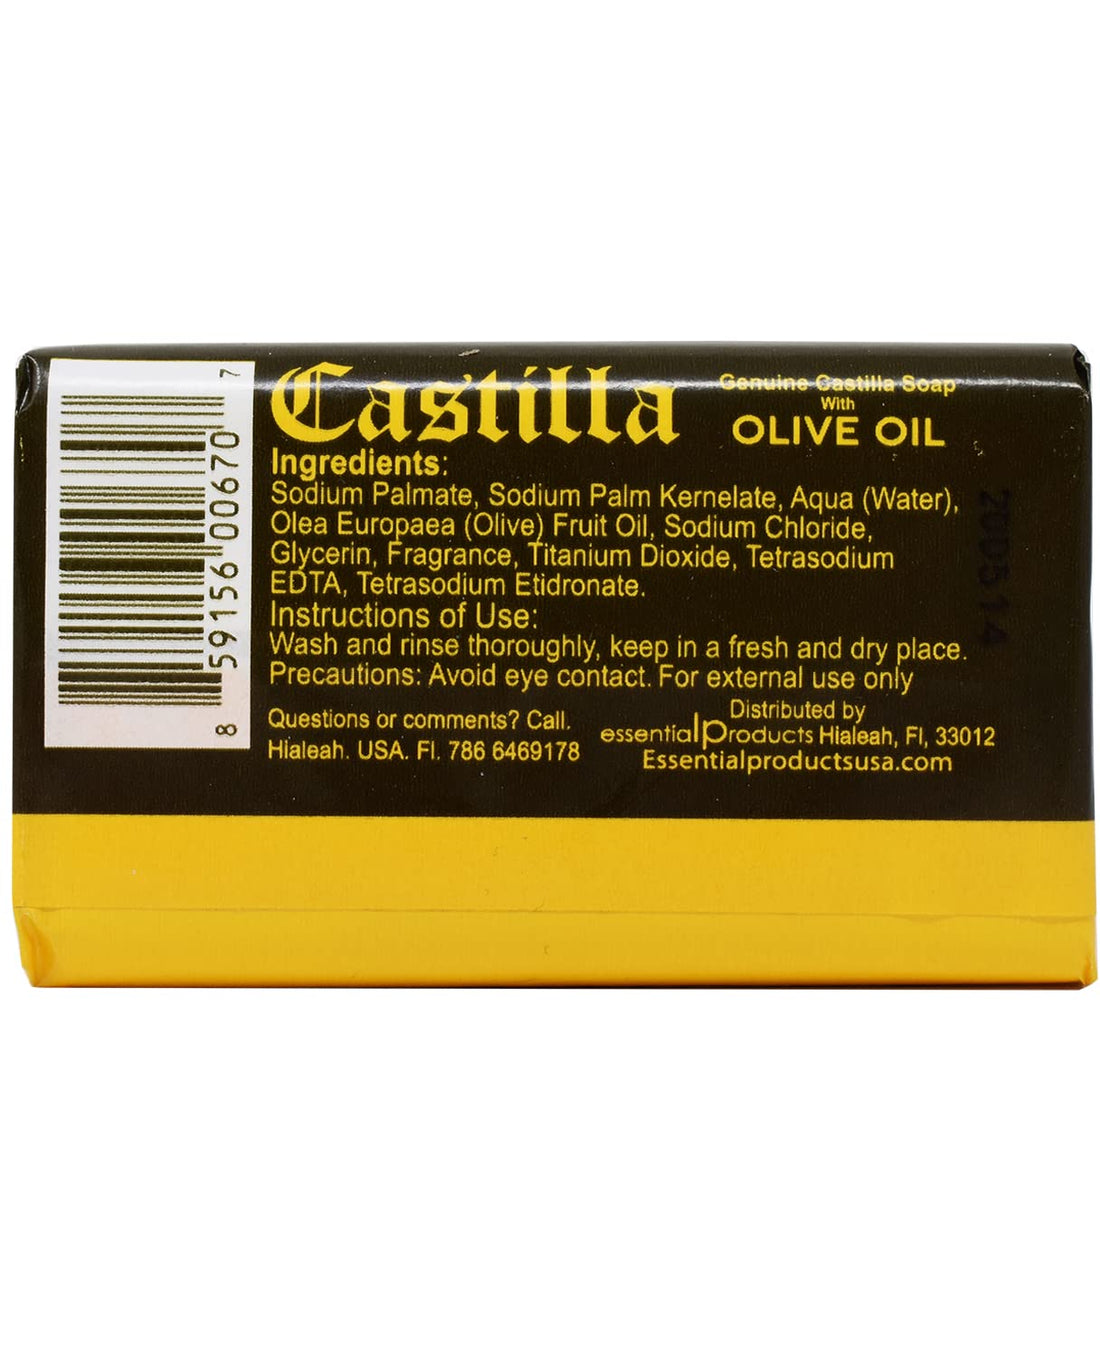 Castilla
Genuine Castilla Soap
With
OLIVE OIL
Ingredients:
Sodium Palmate, Sodium Palm Kernelate, Aqua (Water),
Olea Europaea (Olive) Fruit Oil, Sodium Chloride,
Glycerin, Fragrance, Titanium Dioxide, Tetrasodium
EDTA, Tetrasodium Etidronate.
Instructions of Use:
Wash and rinse thoroughly, keep in a fresh and dry place.
Precautions: Avoid eye contact. For external use only
Questions or comments? Call.
Hialeah. USA. Fl. 786 6469178
Distributed by
essential Products Hialeah, Fl, 33012
Essentialproductsusa.com
8 59156 00670 7
200514